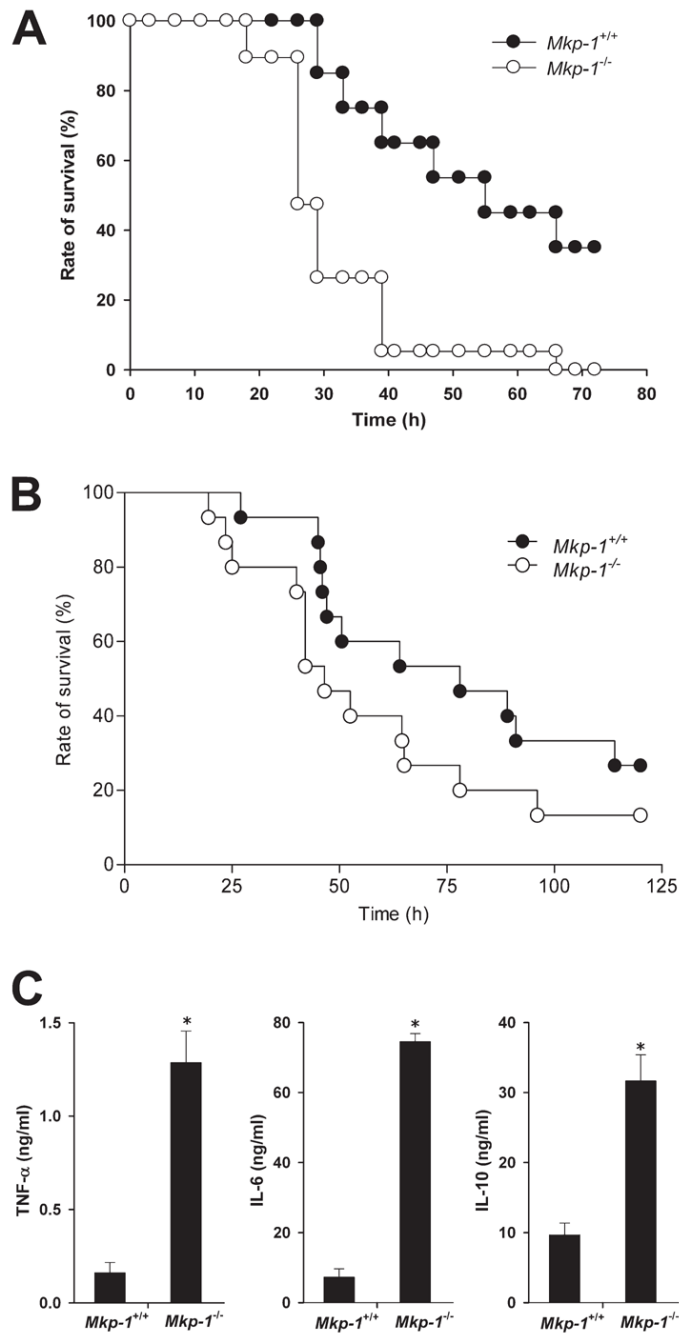 A
Mkp-1+/+
Mkp-1-/-
Rate of survival (%)
100
80
60
40
20
0
0 10 20 30 40 50 60 70 80
Time (h)
B
Mkp-1+/+
Mkp-1-/-
Rate of survival (%)
100
80
60
40
20
0
0 25 50 75 100 125
Time (h)
C
TNF-α (ng/ml)
1.5
1.0
0.5
0.0
*
Mkp-1+/+ Mkp-1-/-
IL-6 (ng/ml)
80
60
40
20
0
*
Mkp-1+/+ Mkp-1-/-
IL-10 (ng/ml)
40
30
20
10
0
*
Mkp-1+/+ Mkp-1-/-